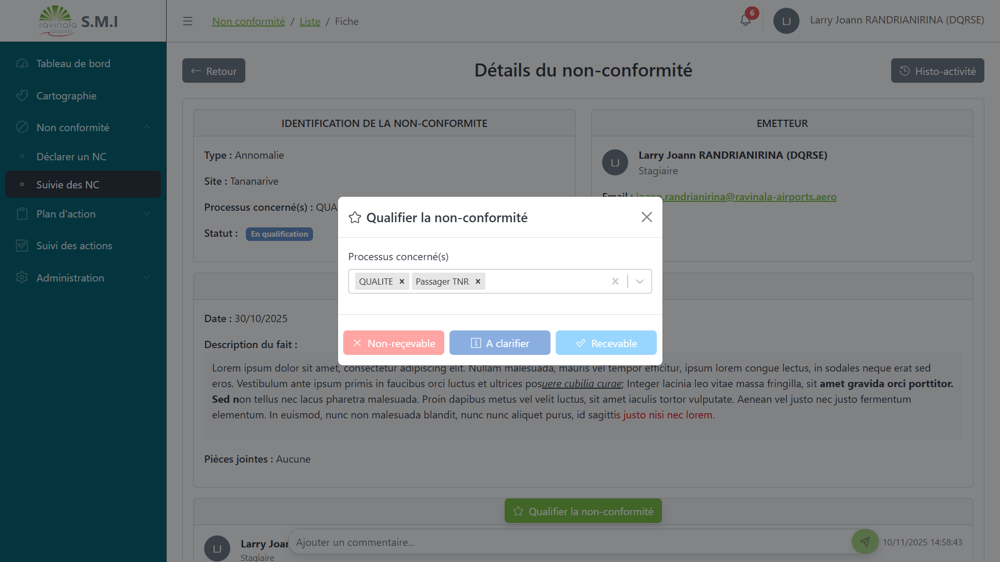 ravinala
airports
S.M.I
Non conformité / Liste / Fiche
6
LJ
Larry Joann RANDRIANIRINA (DQRSE)
Tableau de bord
Cartographie
Non conformité
Déclarer un NC
Suivie des NC
Plan d'action
Suivi des actions
Administration
Retour
Détails du non-conformité
Histo-activité
IDENTIFICATION DE LA NON-CONFORMITE
Type : Annomalie
Site : Tananarive
Processus concerné(s) : QUA
Statut : En qualification
EMETTEUR
LJ
Larry Joann RANDRIANIRINA (DQRSE)
Stagiaire
Email : joann.randrianirina@ravinala-airports.aero
Qualifier la non-conformité
Processus concerné(s)
QUALITE × Passager TNR ×
Non-reçevable
A clarifier
Recevable
Date : 30/10/2025
Description du fait :
Lorem ipsum dolor sit amet, consectetur adipiscing elit. Nullam malesuada, mauris vel tempor efficitur, ipsum lorem congue lectus, in sodales neque erat sed
eros. Vestibulum ante ipsum primis in faucibus orci luctus et ultrices posuere cubilia curae; Integer lacinia leo vitae massa fringilla, sit amet gravida orci porttitor.
Sed non tellus nec lacus pharetra malesuada. Proin dapibus metus vel velit luctus, sit amet iaculis tortor vulputate. Aenean vel justo nec justo fermentum
elementum. In euismod, nunc non malesuada blandit, nunc nunc aliquet purus, id sagittis justo nisi nec lorem.
Pièces jointes : Aucune
Qualifier la non-conformité
LJ
Larry Joan
Stagiaire
Ajouter un commentaire...
10/11/2025 14:58:43